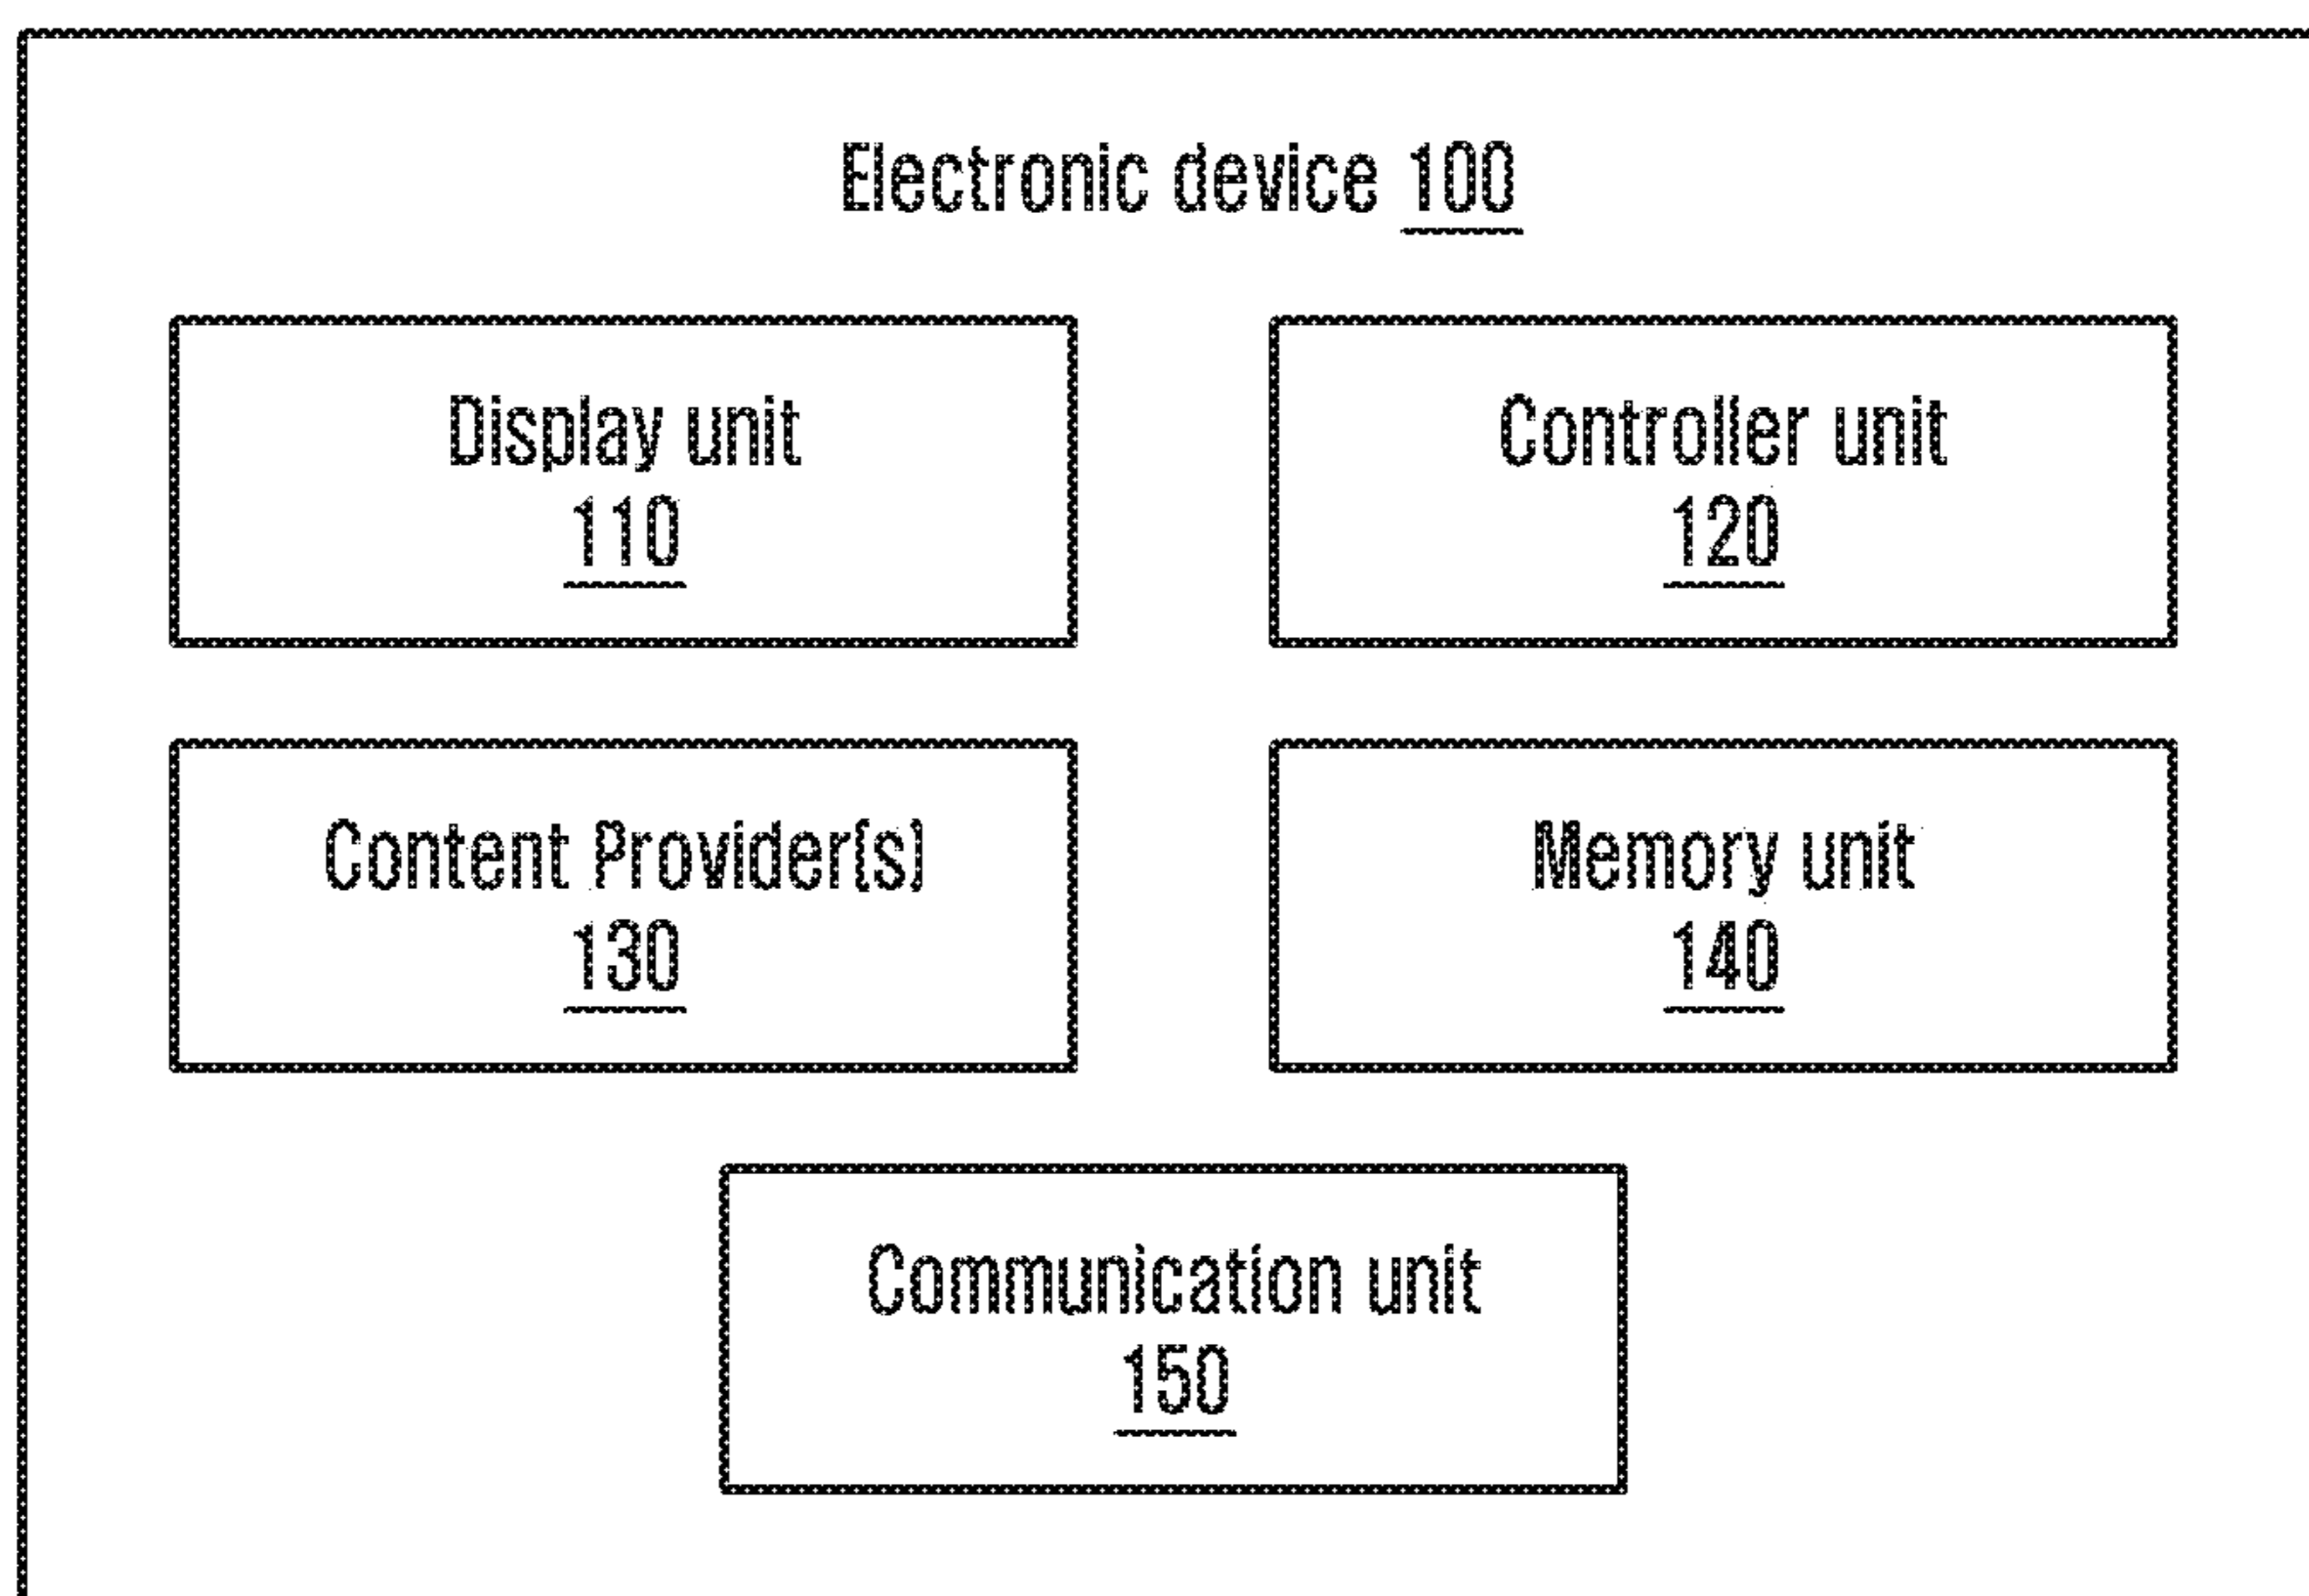 Electronic device 100
Display unit
110
Controller unit
120
Content Provider(s)
130
Memory unit
140
Communication unit
150